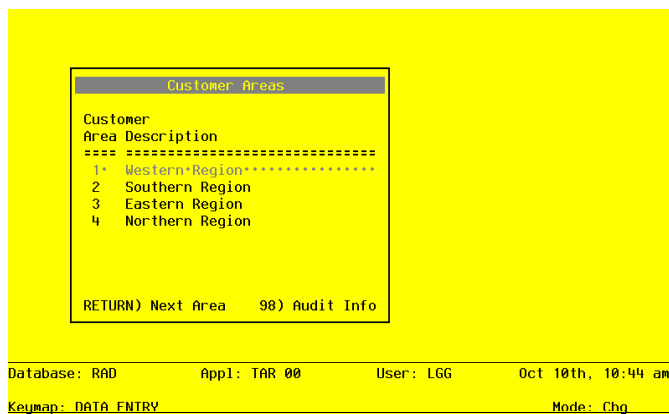 Customer Areas
Customer
Area Description
==== ==============================
1• Western•Region••••••••••••••••
2 Southern Region
3 Eastern Region
4 Northern Region
RETURN) Next Area 98) Audit Info
Database: RAD Appl: TAR 00 User: LGG Oct 10th, 10:44 am
Keymap: DATA ENTRY Mode: Chg